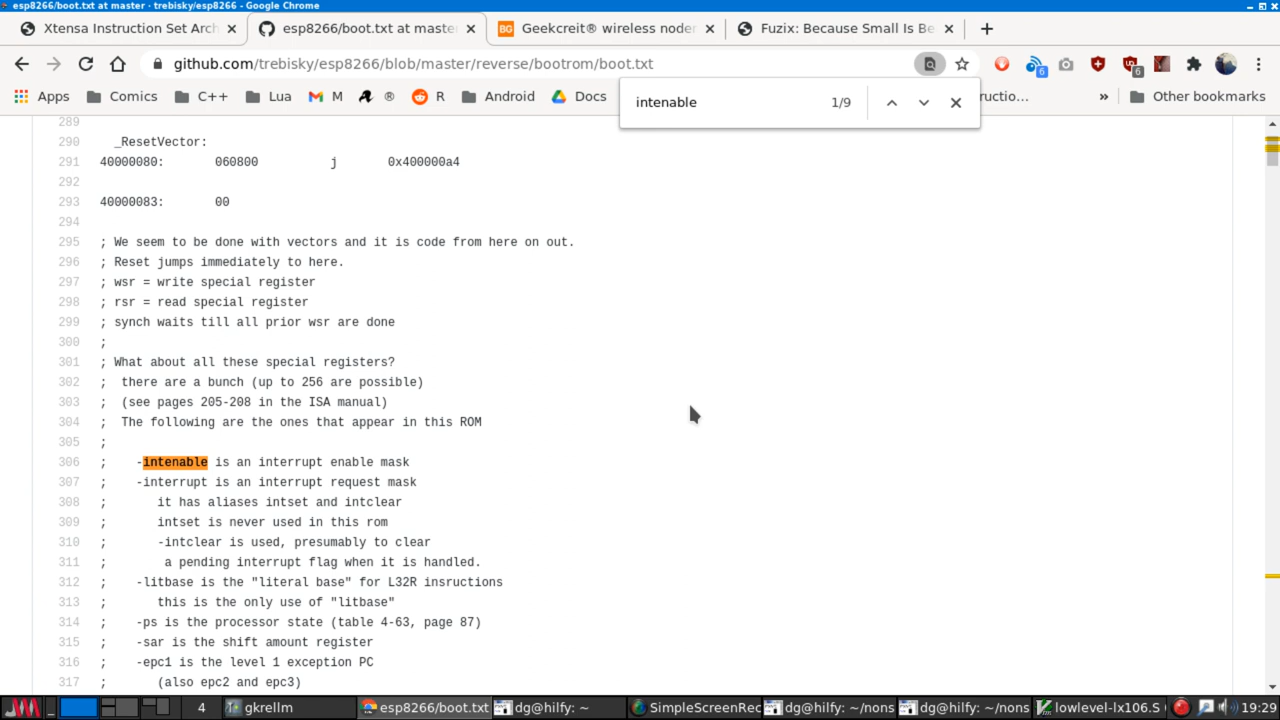 esp8266/boot.txt at master · trebisky/esp8266 - Google Chrome
Xtensa Instruction Set Arch
esp8266/boot.txt at master
BG Geekcreit® wireless noder
Fuzix: Because Small Is Be
github.com/trebisky/esp8266/blob/master/reverse/bootrom/boot.txt
6
6
Apps Comics C++ Lua M ® R Android Docs ructio… » Other bookmarks
intenable 1/9
289
290 _ResetVector:
291 40000080: 060800 j 0x400000a4
292
293 40000083: 00
294
295 ; We seem to be done with vectors and it is code from here on out.
296 ; Reset jumps immediately to here.
297 ; wsr = write special register
298 ; rsr = read special register
299 ; synch waits till all prior wsr are done
300 ;
301 ; What about all these special registers?
302 ; there are a bunch (up to 256 are possible)
303 ; (see pages 205-208 in the ISA manual)
304 ; The following are the ones that appear in this ROM
305 ;
306 ; -intenable is an interrupt enable mask
307 ; -interrupt is an interrupt request mask
308 ; it has aliases intset and intclear
309 ; intset is never used in this rom
310 ; -intclear is used, presumably to clear
311 ; a pending interrupt flag when it is handled.
312 ; -litbase is the "literal base" for L32R insructions
313 ; this is the only use of "litbase"
314 ; -ps is the processor state (table 4-63, page 87)
315 ; -sar is the shift amount register
316 ; -epc1 is the level 1 exception PC
317 ; (also epc2 and epc3)
4 gkrellm esp8266/boot.txt dg@hilfy: ~ SimpleScreenRec dg@hilfy: ~/nons dg@hilfy: ~/nons lowlevel-lx106.S ( 19:29